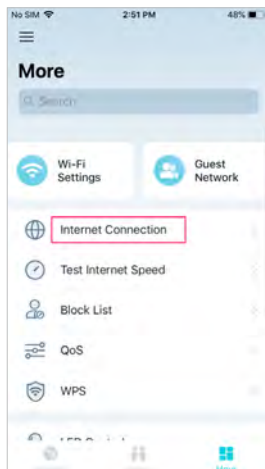 No SIM 2:51 PM 48%
More
Search
Wi-Fi
Settings
Guest
Network
Internet Connection
Test Internet Speed
Block List
QoS
WPS
More